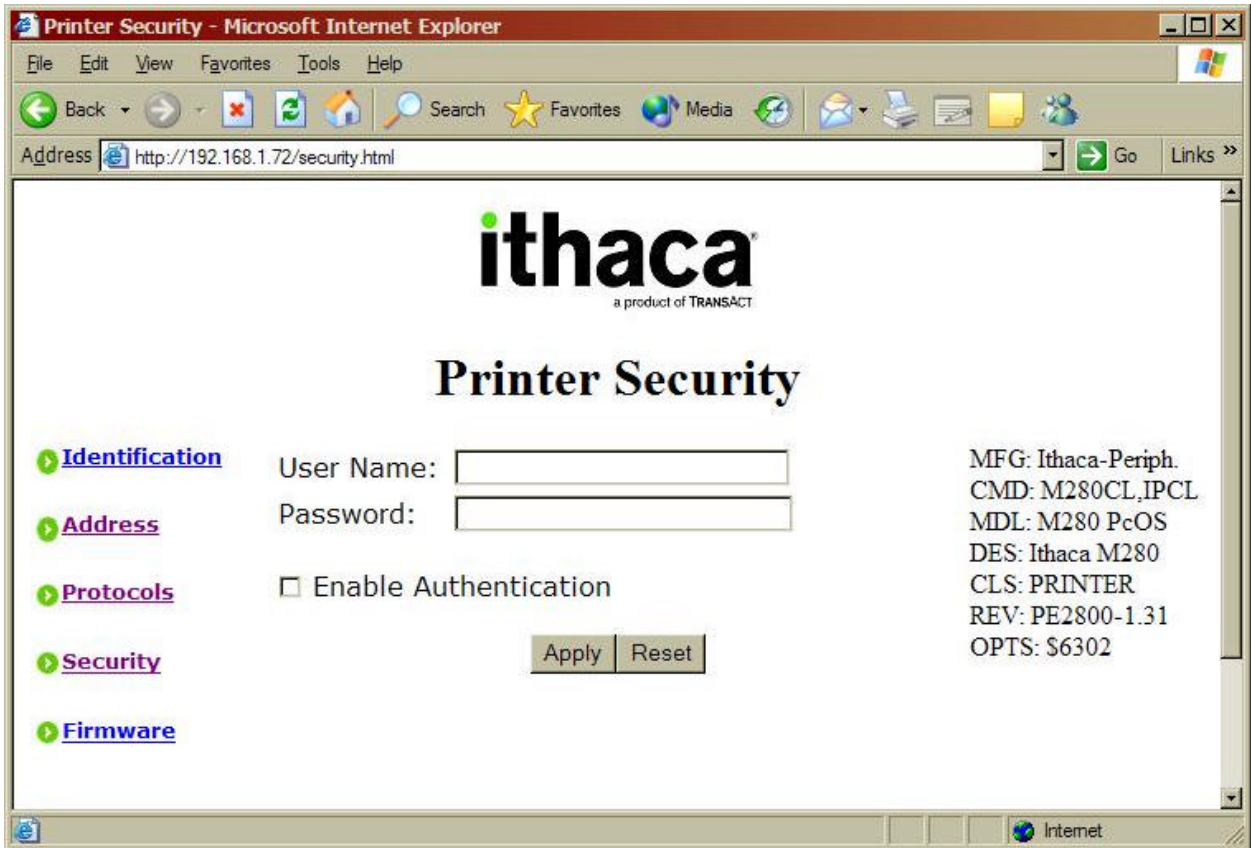 Printer Security - Microsoft Internet Explorer
File Edit View Favorites Tools Help
Back Search Favorites Media
Address http://192.168.1.72/security.html Go Links »
ithaca®
a product of TRANSACT
Printer Security
Identification
Address
Protocols
Security
Firmware
User Name:
Password:
Enable Authentication
Apply Reset
MFG: Ithaca-Periph.
CMD: M280CL,IPCL
MDL: M280 PcOS
DES: Ithaca M280
CLS: PRINTER
REV: PE2800-1.31
OPTS: $6302
Internet